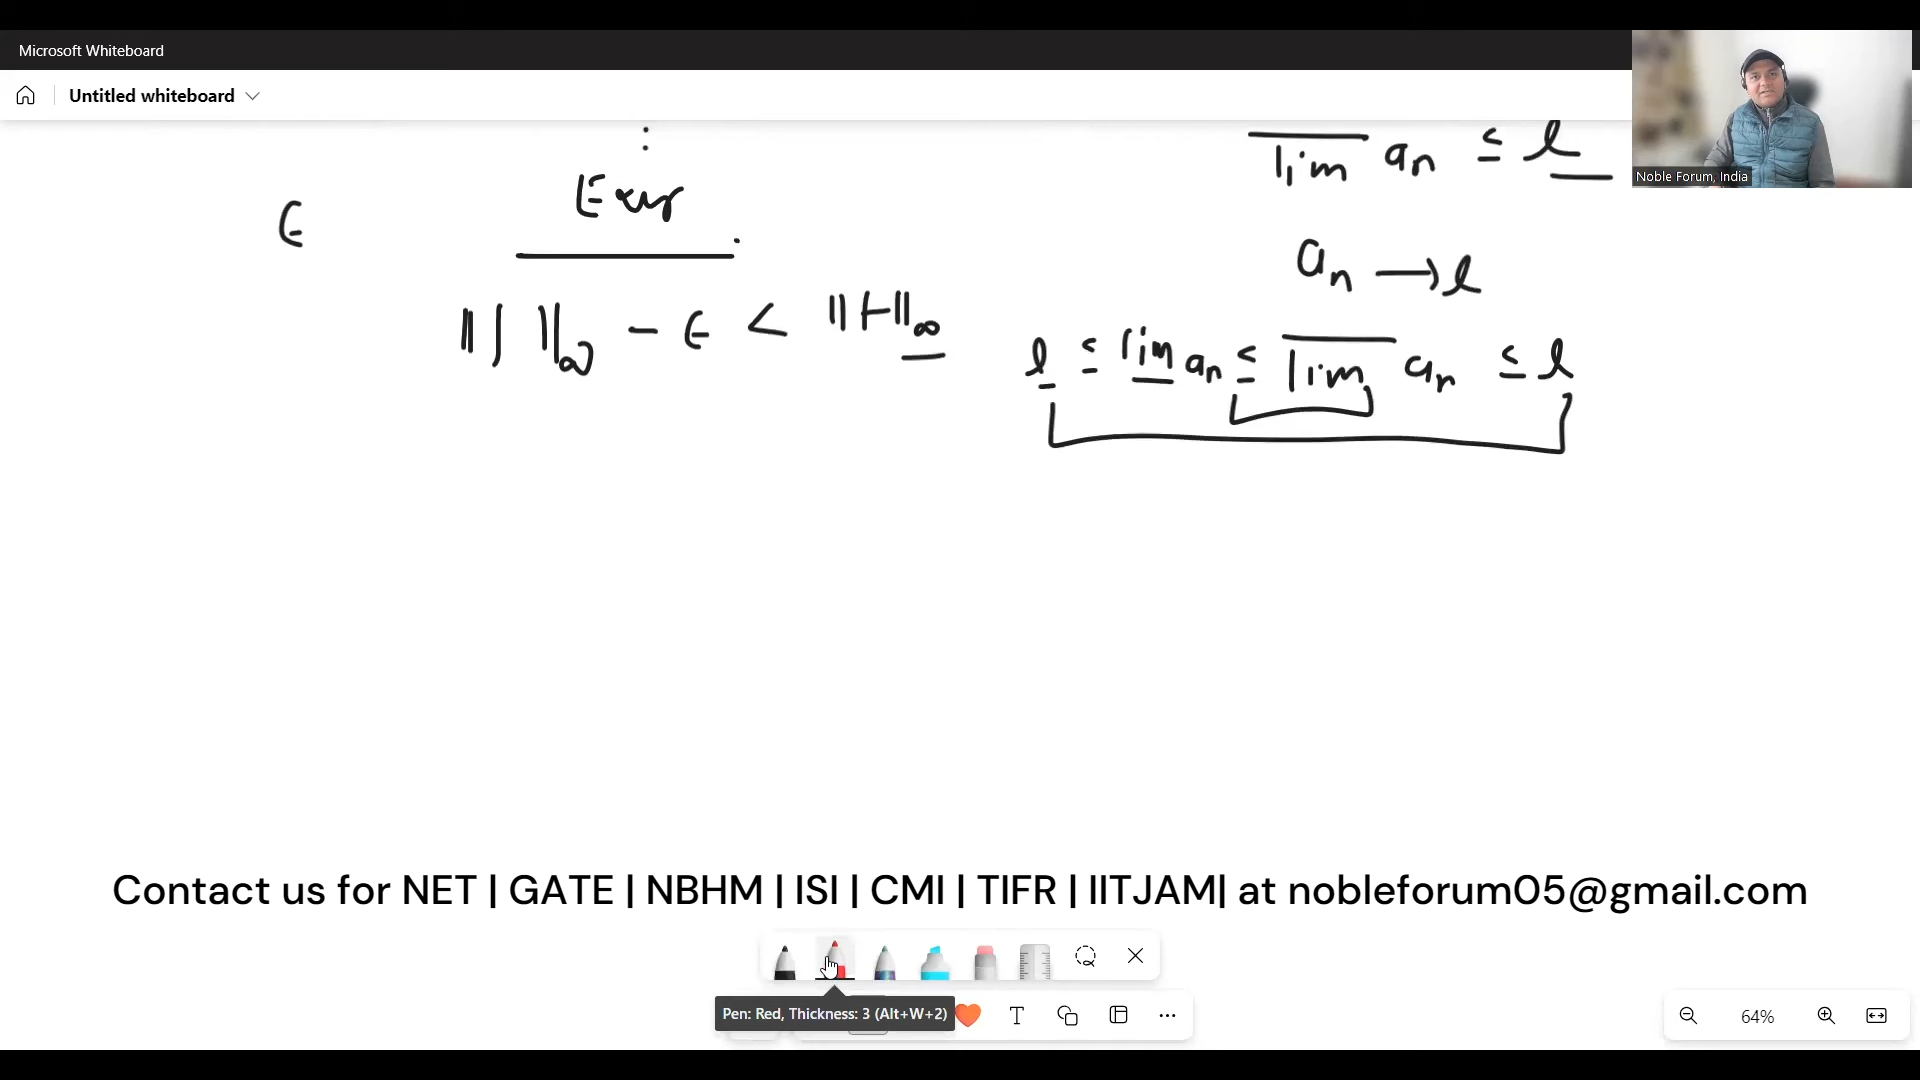 Microsoft Whiteboard
Untitled whiteboard
Noble Forum, India
ϵ
‖f‖∞ − ϵ < ‖f‖∞
lim aₙ ≤ l
aₙ → l
l ≤ lim aₙ ≤ lim aₙ ≤ l
Contact us for NET | GATE | NBHM | ISI | CMI | TIFR | IITJAM| at nobleforum05@gmail.com
Pen: Red, Thickness: 3 (Alt+W+2)
T
64%